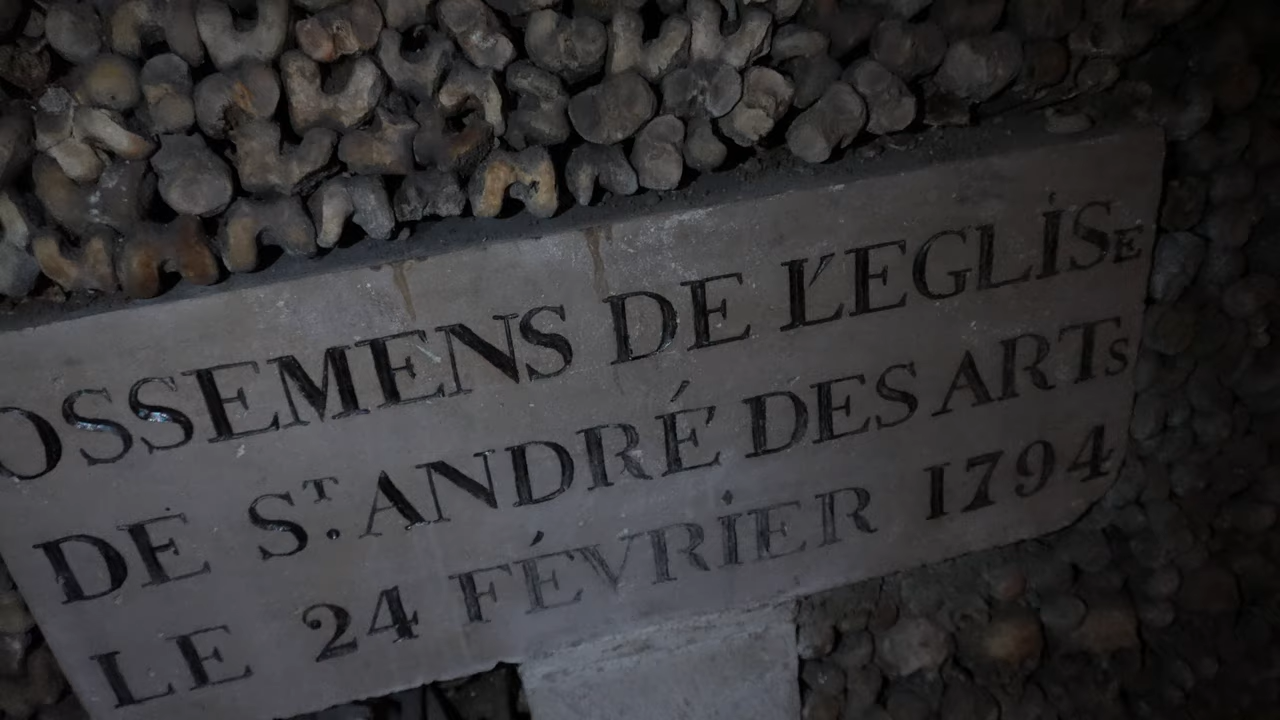 OSSEMENS DE L'EGLISE
DE ST. ANDRÉ DES ARTS
LE 24 FÉVRIER 1794